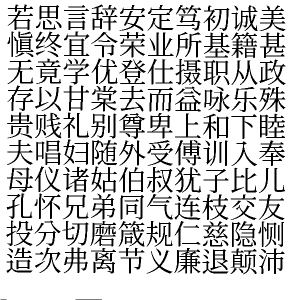 若思言辞安定笃初诚美
慎终宜令荣业所基籍甚
无竟学优登仕摄职从政
存以甘棠去而益咏乐殊
贵贱礼别尊卑上和下睦
夫唱妇随外受傅训入奉
母仪诸姑伯叔犹子比儿
孔怀兄弟同气连枝交友
投分切磨箴规仁慈隐恻
造次弗离节义廉退颠沛